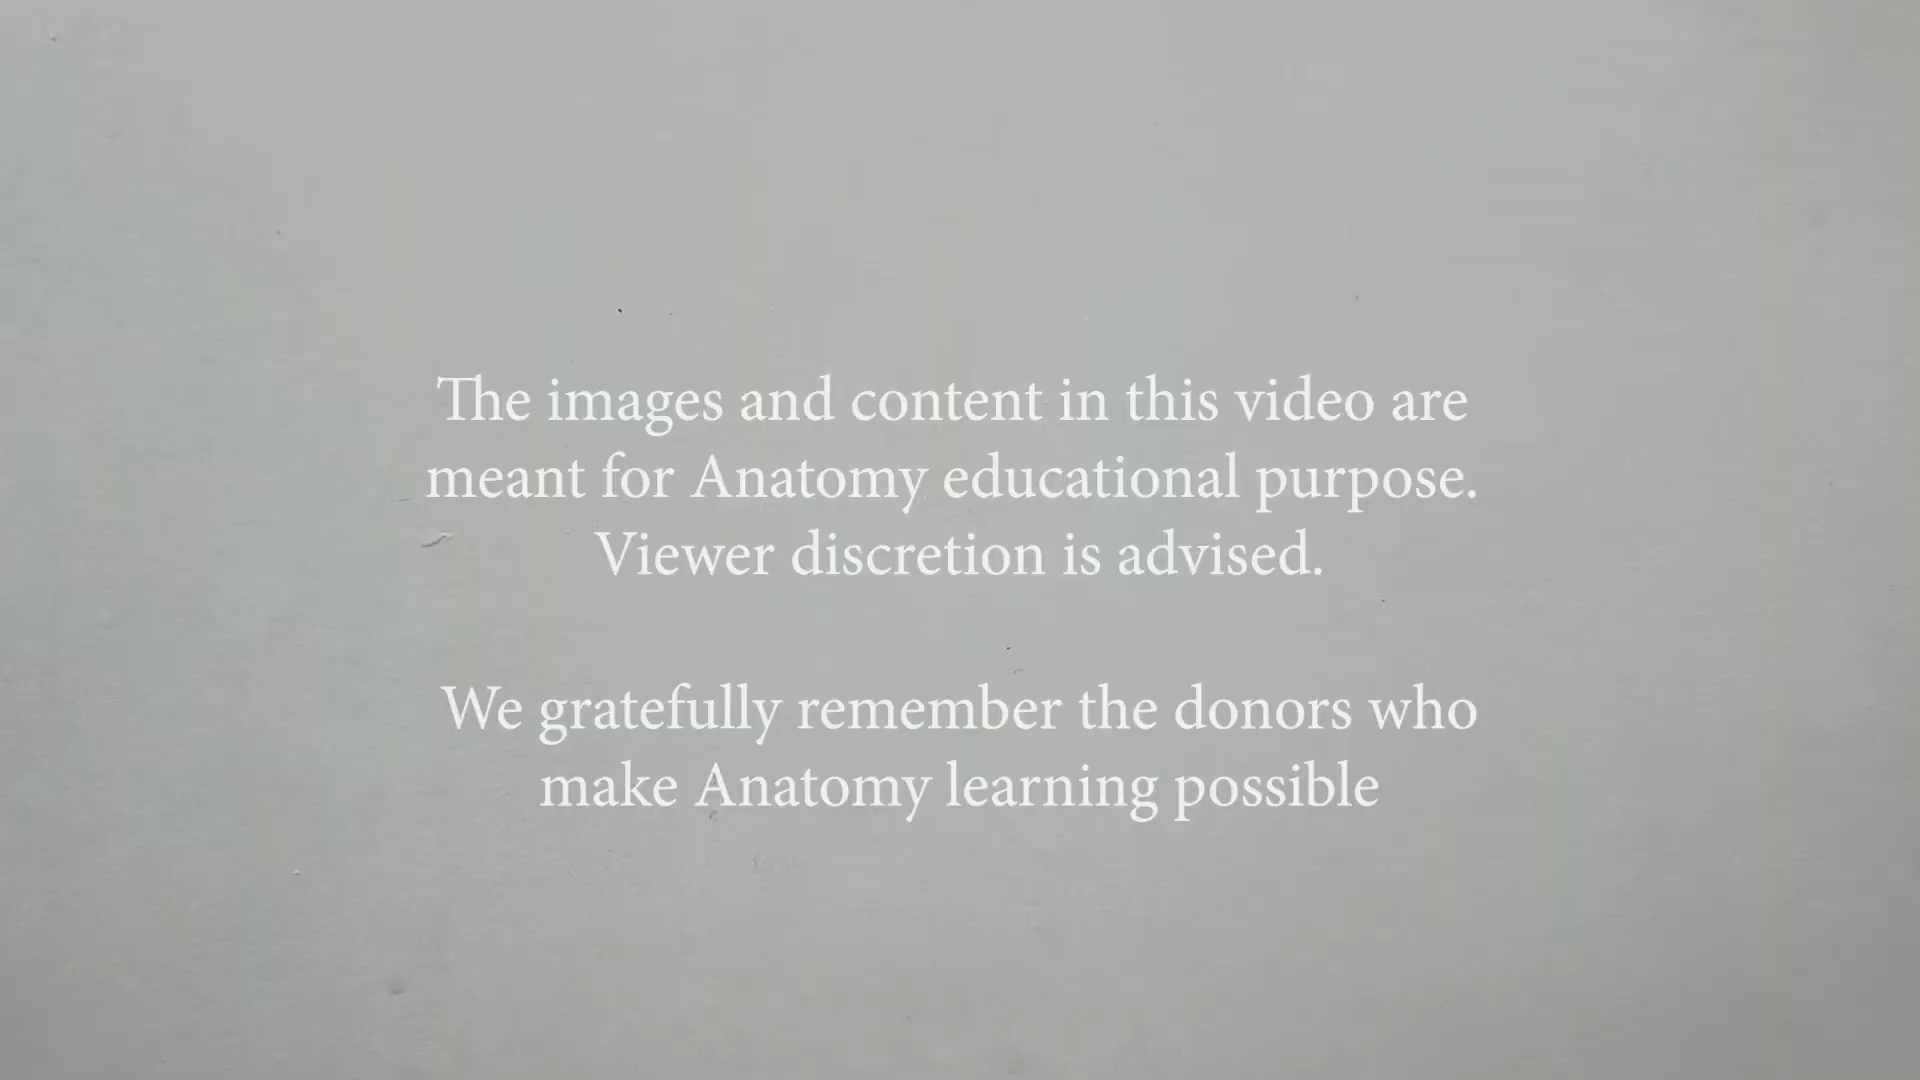 The images and content in this video are
meant for Anatomy educational purpose.
Viewer discretion is advised.
We gratefully remember the donors who
make Anatomy learning possible